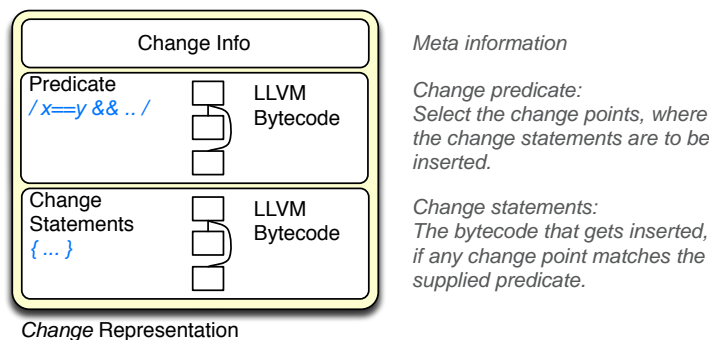 Change Info
Meta information
Predicate
/ x==y && .. /
LLVM
Bytecode
Change predicate:
Select the change points, where
the change statements are to be
inserted.
Change
Statements
{ ... }
LLVM
Bytecode
Change statements:
The bytecode that gets inserted,
if any change point matches the
supplied predicate.
Change Representation